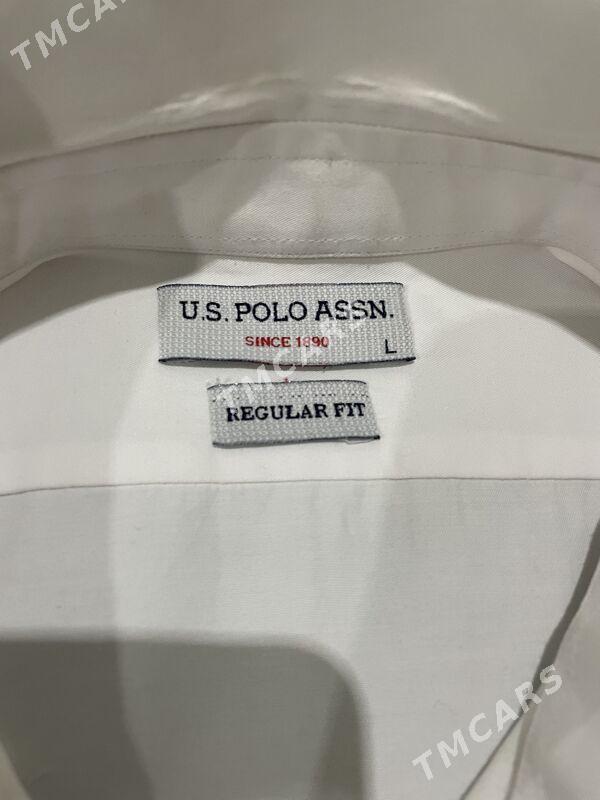 TMCARS
U.S. POLO ASSN.
SINCE 1890
L
TMCARS
REGULAR FIT
TMCARS